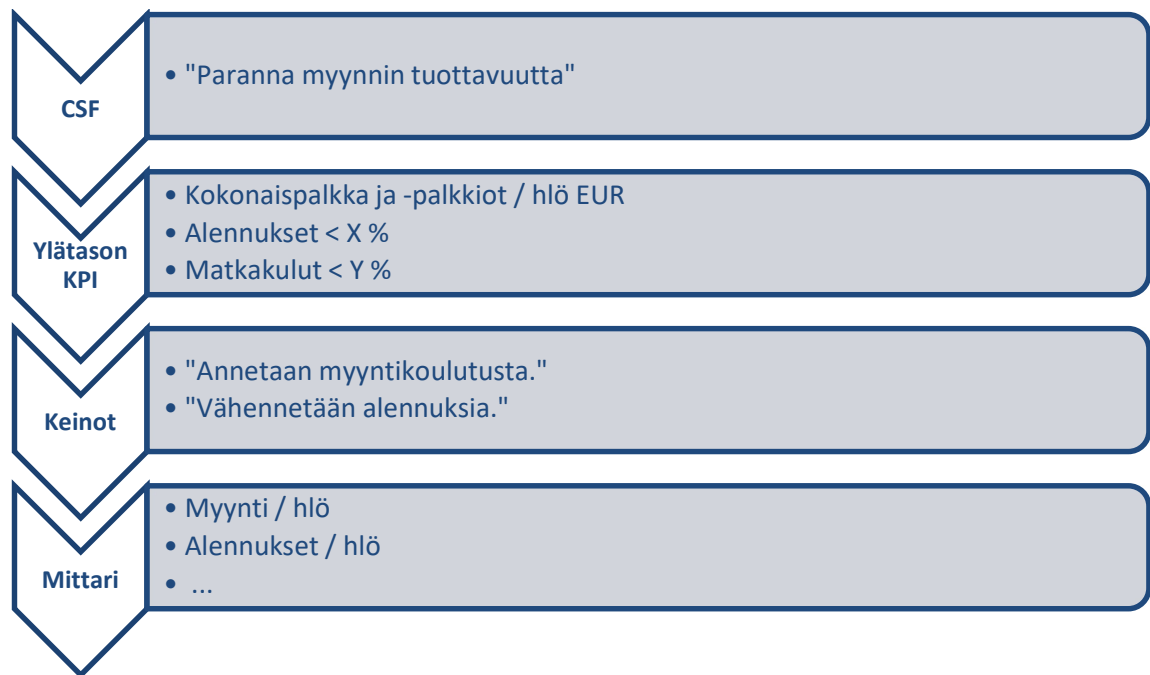 CSF
• "Paranna myynnin tuottavuutta"
Ylätason
KPI
• Kokonaispalkka ja -palkkiot / hlö EUR
• Alennukset < X %
• Matkakulut < Y %
Keinot
• "Annetaan myyntikoulutusta."
• "Vähennetään alennuksia."
Mittari
• Myynti / hlö
• Alennukset / hlö
• ...